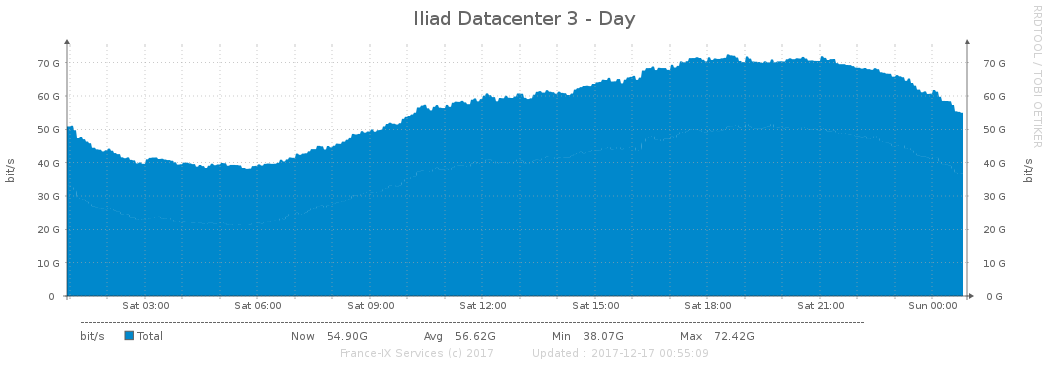 Iliad Datacenter 3 - Day
RRDTOOL / TOBI OETIKER
bit/s
70 G
60 G
50 G
40 G
30 G
20 G
10 G
0
70 G
60 G
50 G
40 G
30 G
20 G
10 G
0 G
bit/s
Sat 03:00 Sat 06:00 Sat 09:00 Sat 12:00 Sat 15:00 Sat 18:00 Sat 21:00 Sun 00:00
bit/s Total Now 54.90G Avg 56.62G Min 38.07G Max 72.42G
France-IX Services (c) 2017 Updated : 2017-12-17 00:55:09